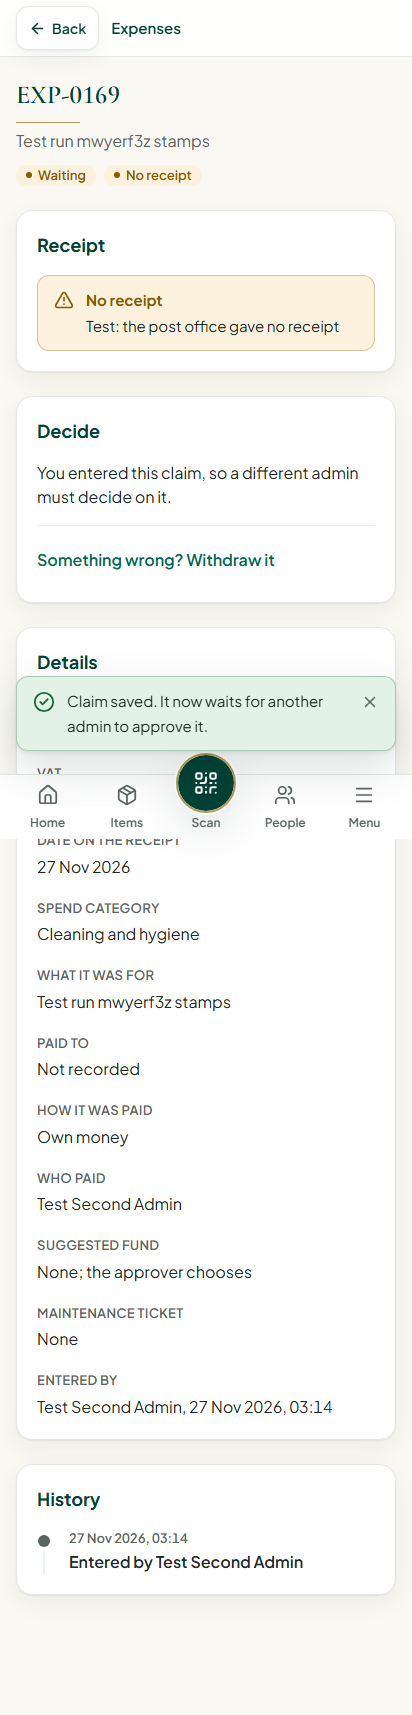 Back Expenses
EXP-0169
Test run mwyerf3z stamps
Waiting No receipt
Receipt
No receipt
Test: the post office gave no receipt
Decide
You entered this claim, so a different admin
must decide on it.
Something wrong? Withdraw it
Details
Claim saved. It now waits for another
admin to approve it.
VAT
Home Items Scan People Menu
DATE ON THE RECEIPT
27 Nov 2026
SPEND CATEGORY
Cleaning and hygiene
WHAT IT WAS FOR
Test run mwyerf3z stamps
PAID TO
Not recorded
HOW IT WAS PAID
Own money
WHO PAID
Test Second Admin
SUGGESTED FUND
None; the approver chooses
MAINTENANCE TICKET
None
ENTERED BY
Test Second Admin, 27 Nov 2026, 03:14
History
27 Nov 2026, 03:14
Entered by Test Second Admin